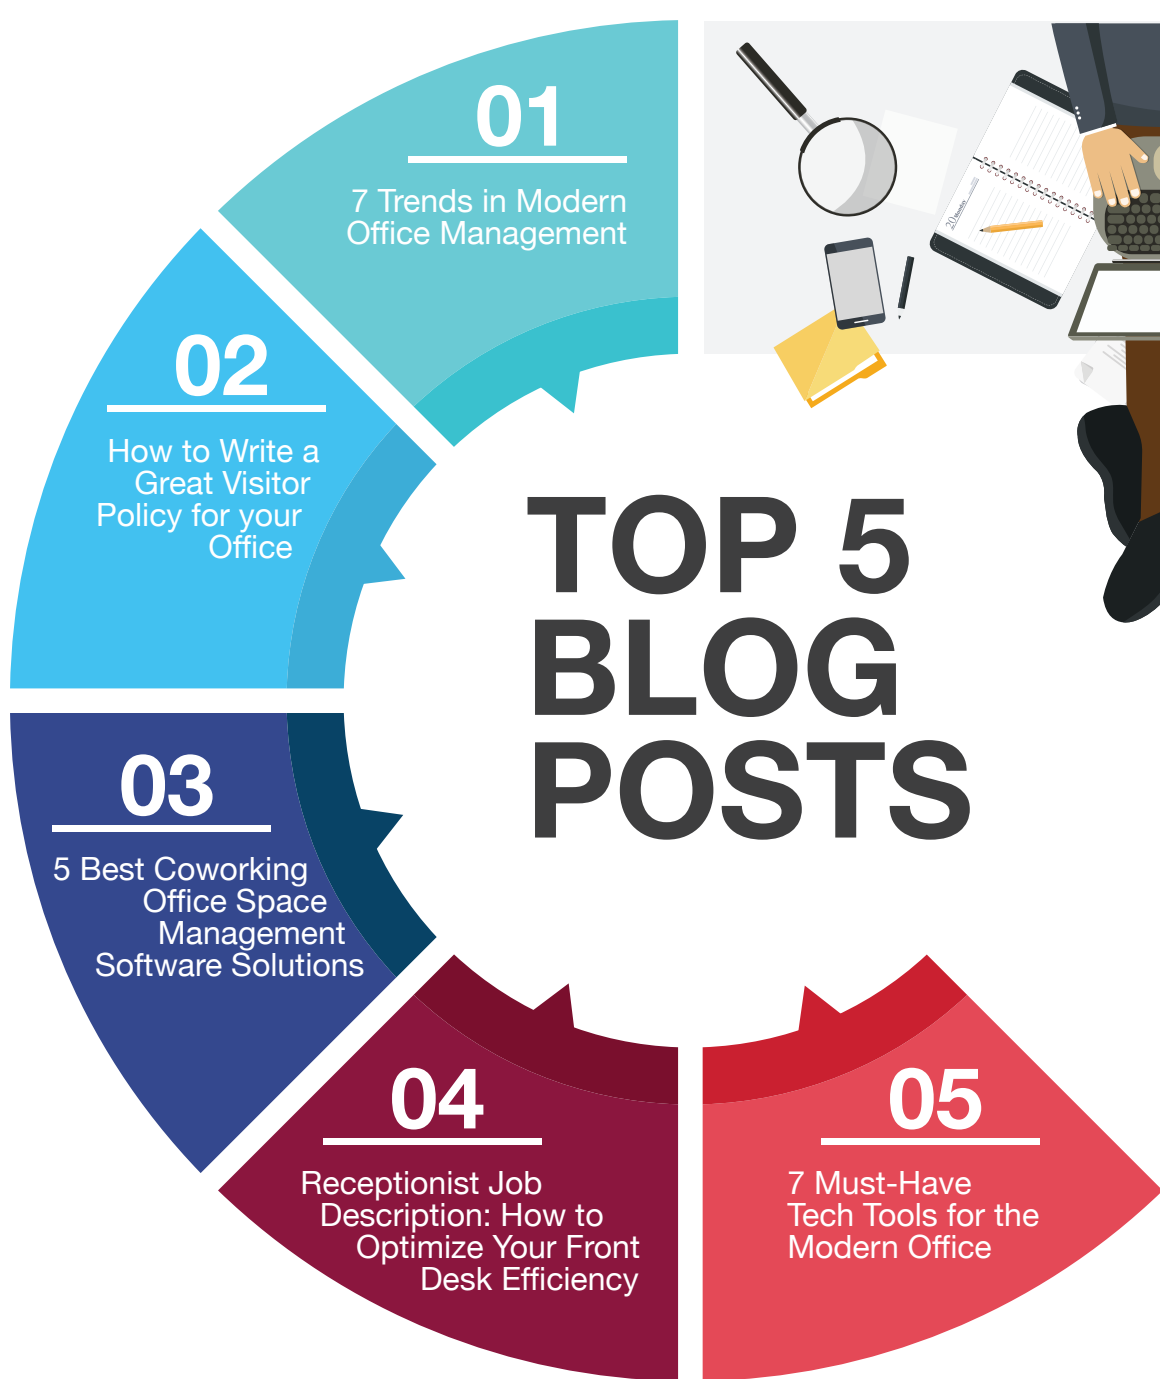 01
7 Trends in Modern
Office Management
02
How to Write a
Great Visitor
Policy for your
Office
TOP 5
BLOG
POSTS
03
5 Best Coworking
Office Space
Management
Software Solutions
04
Receptionist Job
Description: How to
Optimize Your Front
Desk Efficiency
05
7 Must-Have
Tech Tools for the
Modern Office
20 Monday